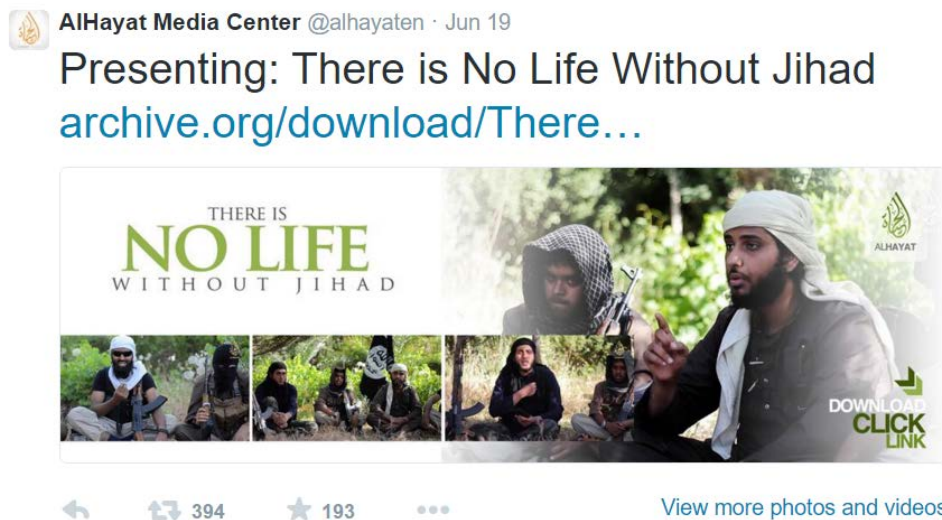 AlHayat Media Center @alhayaten · Jun 19
Presenting: There is No Life Without Jihad
archive.org/download/There...
THERE IS
NO LIFE
WITHOUT JIHAD
ALHAYAT
DOWNLOAD
CLICK
LINK
394
193
View more photos and videos